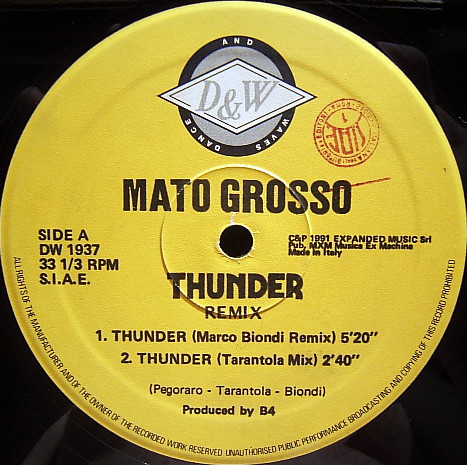 AND
D&W
DANCE
WAVES
SIDE
MATO GROSSO
SIDE A
DW 1937
33 1/3 RPM
S.I.A.E.
C&P 1991 EXPANDED MUSIC Srl
Pub. MXM Musica Ex Machina
Made in Italy
THUNDER
REMIX
1. THUNDER (Marco Biondi Remix) 5'20"
2. THUNDER (Tarantola Mix) 2'40"
(Pegoraro - Tarantola - Biondi)
Produced by B4
ALL RIGHTS OF THE MANUFACTURER AND OF THE OWNER OF THE RECORDED WORK RESERVED UNAUTHORISED PUBLIC PERFORMANCE BROADCASTING AND COPYING OF THIS RECORD PROHIBITED